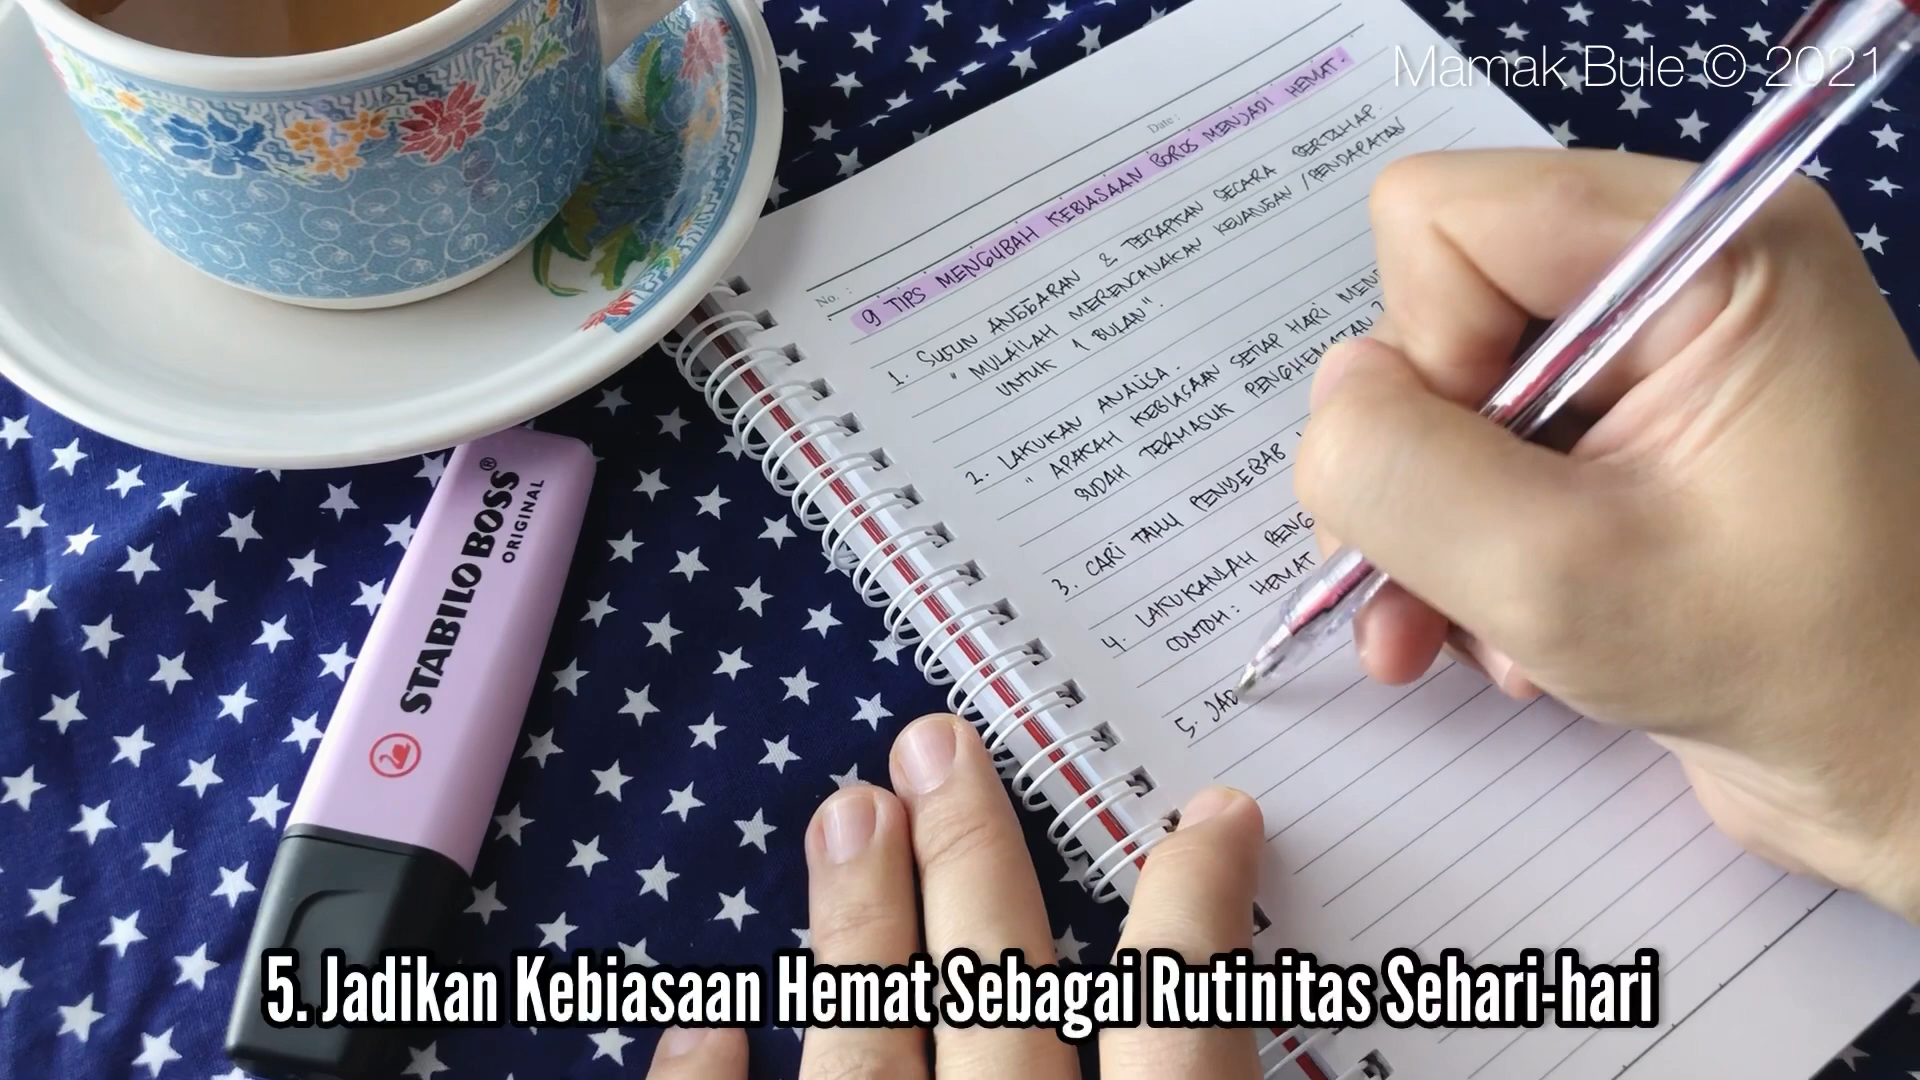 Mamak Bule © 2021
Date :
No. :
9 TIPS MENGUBAH KEBIASAAN BOROS MENJADI HEMAT.
1. SUSUN ANGGARAN & TERAPKAN SECARA BERTAHAP.
" MULAILAH MERENCANAKAN KEUANGAN / PENDAPATAN
UNTUK 1 BULAN ".
2. LAKUKAN ANALISA.
" APAKAH KEBIASAAN SETIAP HARI
SUDAH TERMASUK PENGHEMATAN ?
3. CARI TAHU PENYEBAB
4. LAKUKANLAH
CONTOH : HEMAT
5. JAD
STABILO BOSS®
ORIGINAL
5. Jadikan Kebiasaan Hemat Sebagai Rutinitas Sehari-hari